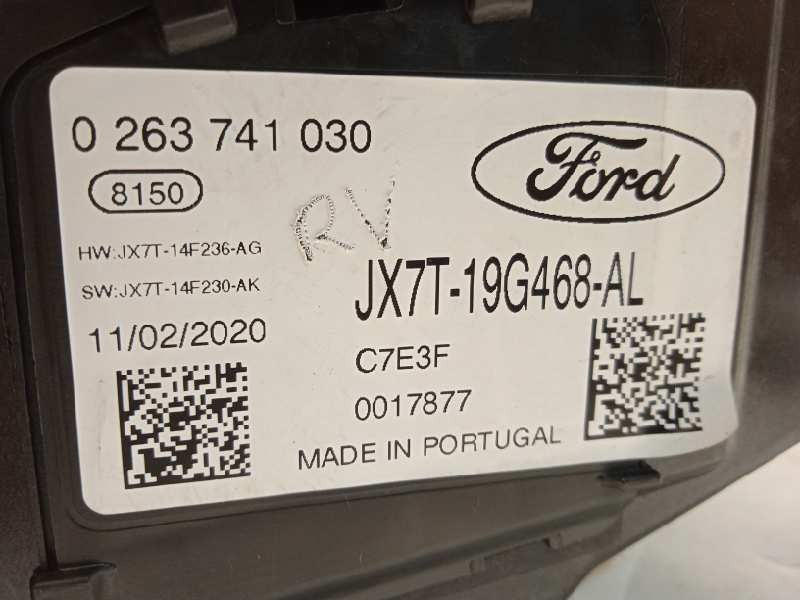 0 263 741 030
8150
Ford
RV
HW:JX7T-14F236-AG
SW:JX7T-14F230-AK
JX7T-19G468-AL
11/02/2020
C7E3F
0017877
MADE IN PORTUGAL